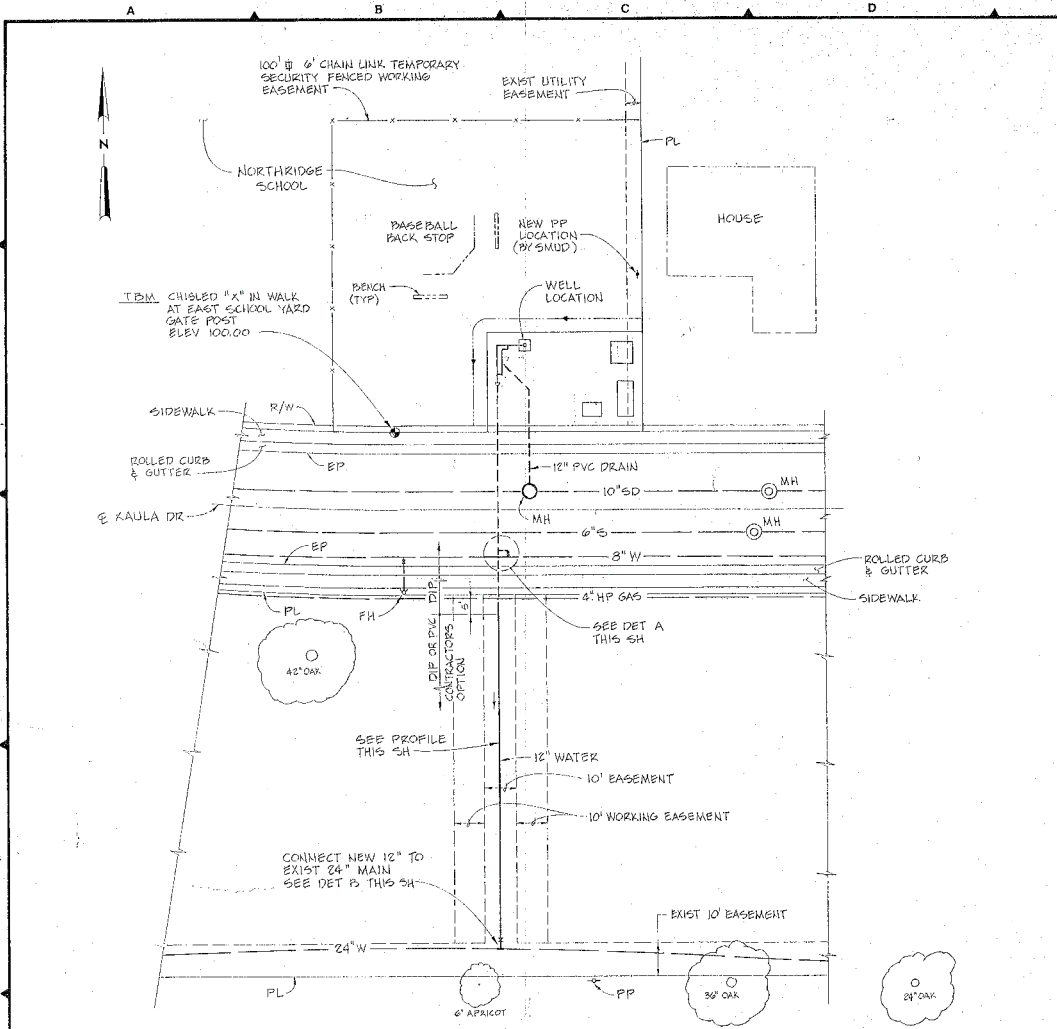 A B C D
100' ⌷ 6' CHAIN LINK TEMPORARY
SECURITY FENCED WORKING
EASEMENT
EXIST UTILITY
EASEMENT
N
PL
NORTHRIDGE
SCHOOL
HOUSE
BASEBALL
BACK STOP
NEW PP
LOCATION
(BY SMUD)
BENCH
(TYP)
WELL
LOCATION
TBM CHISLED "X" IN WALK
AT EAST SCHOOL YARD
GATE POST
ELEV 100.00
SIDEWALK
R/W
ROLLED CURB
& GUTTER
EP
12" PVC DRAIN
10" SD
MH
MH
℄ KAULA DR
6" S
MH
EP
8" W
ROLLED CURB
& GUTTER
SIDEWALK
4" HP GAS
PL
FH
5'
DIP
DIP OR PVC
CONTRACTORS
OPTION
SEE DET A
THIS SH
42" OAK
SEE PROFILE
THIS SH
12" WATER
10' EASEMENT
10' WORKING EASEMENT
CONNECT NEW 12" TO
EXIST 24" MAIN
SEE DET B THIS SH
EXIST 10' EASEMENT
24" W
PL
6" APRICOT
PP
36" OAK
24" OAK